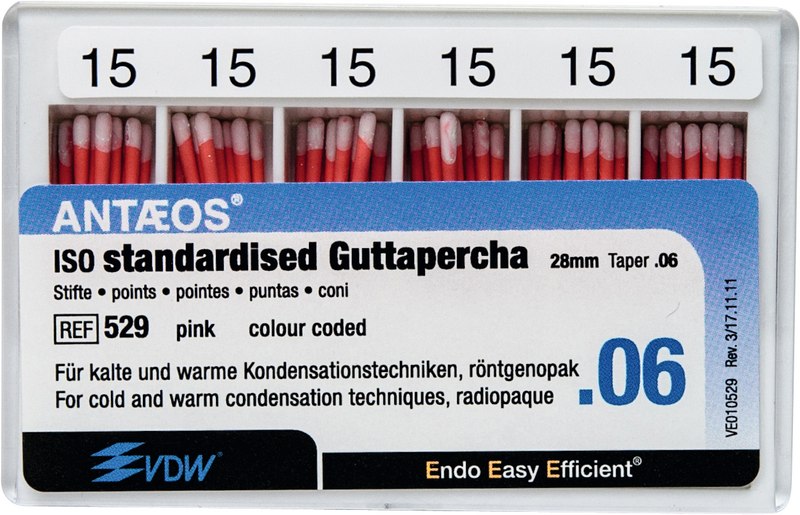 15 15 15 15 15 15
ANTÆOS®
ISO standardised Guttapercha 28mm Taper .06
Stifte • points • pointes • puntas • coni
REF 529 pink colour coded
Für kalte und warme Kondensationstechniken, röntgenopak
For cold and warm condensation techniques, radiopaque
.06
VE010529 Rev. 3/17.11.11
VDW®
Endo Easy Efficient®